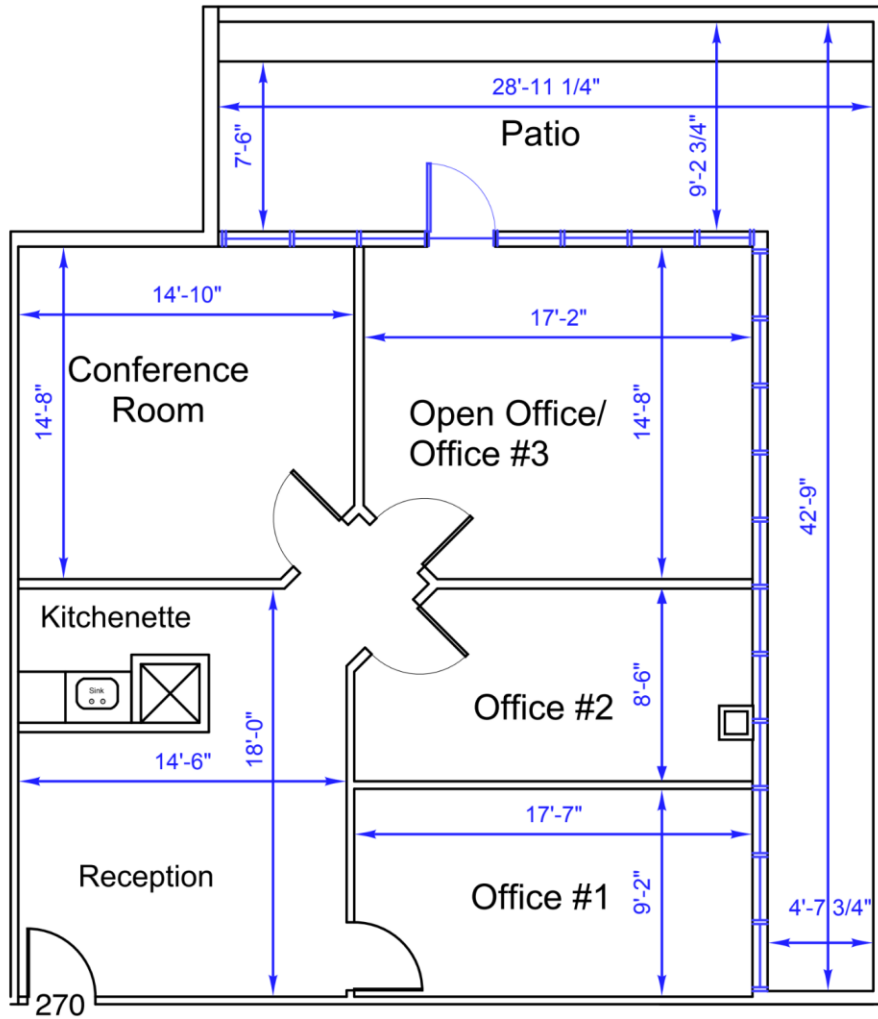 28'-11 1/4"
Patio
7'-6"
9'-2 3/4"
14'-10"
17'-2"
Conference
Room
14'-8"
Open Office/
Office #3
14'-8"
42'-9"
Kitchenette
Sink
14'-6"
18'-0"
Office #2
8'-6"
17'-7"
Reception
Office #1
9'-2"
4'-7 3/4"
270